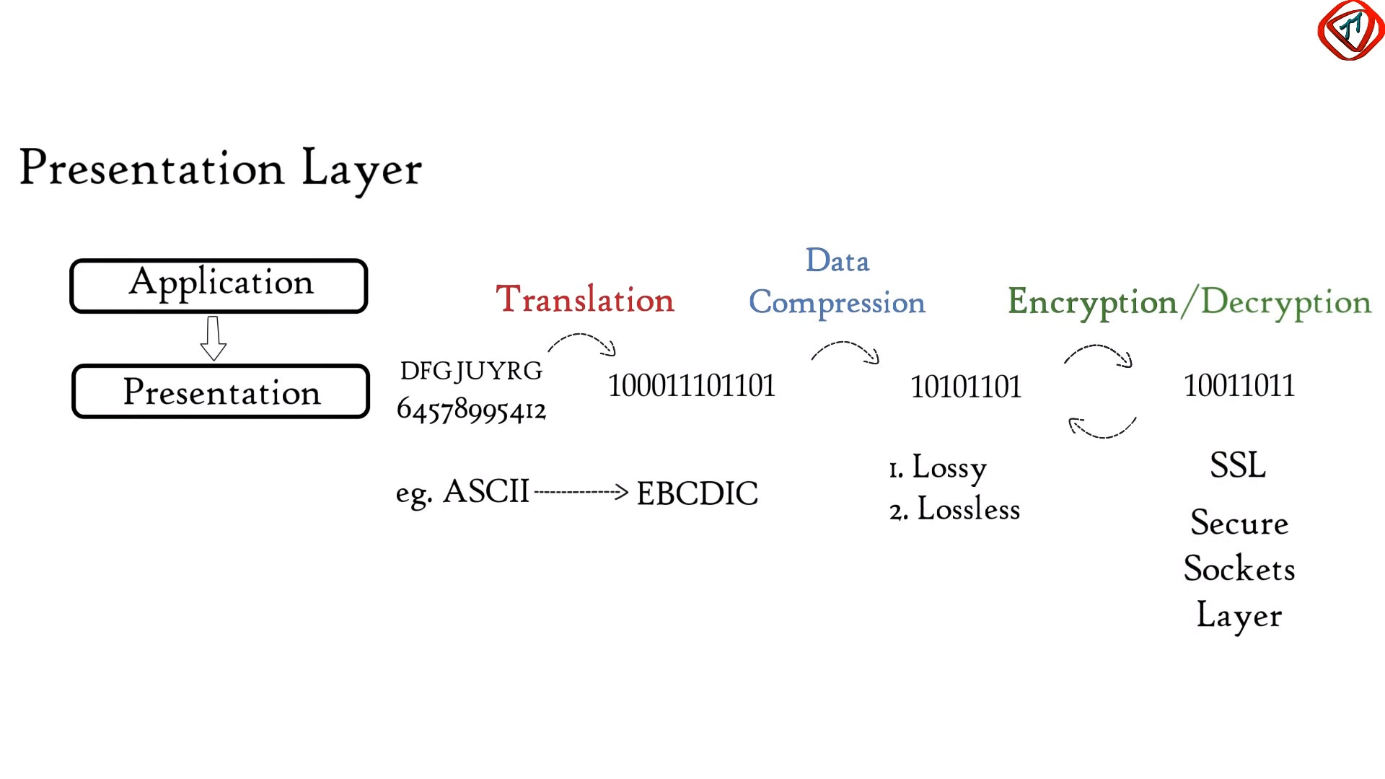 Presentation Layer
Application
Presentation
Translation
Data
Compression
Encryption/Decryption
DFGJUYRG
64578995412
100011101101
10101101
10011011
eg. ASCII
EBCDIC
1. Lossy
2. Lossless
SSL
Secure
Sockets
Layer